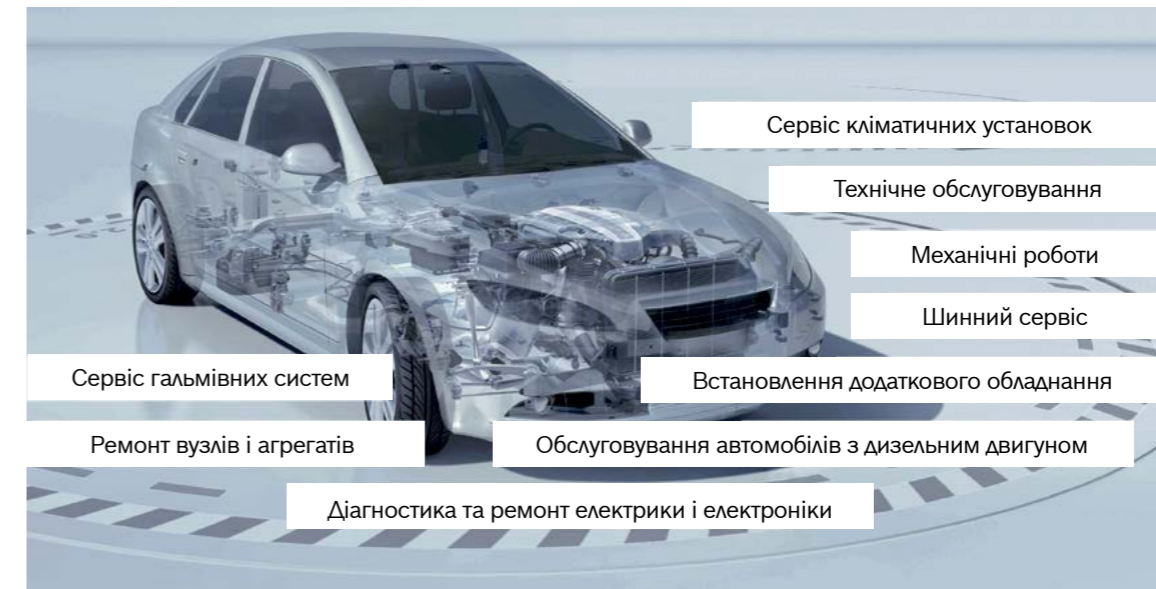 Сервіс кліматичних установок
Технічне обслуговування
Механічні роботи
Шинний сервіс
Сервіс гальмівних систем
Встановлення додаткового обладнання
Ремонт вузлів і агрегатів
Обслуговування автомобілів з дизельним двигуном
Діагностика та ремонт електрики і електроніки